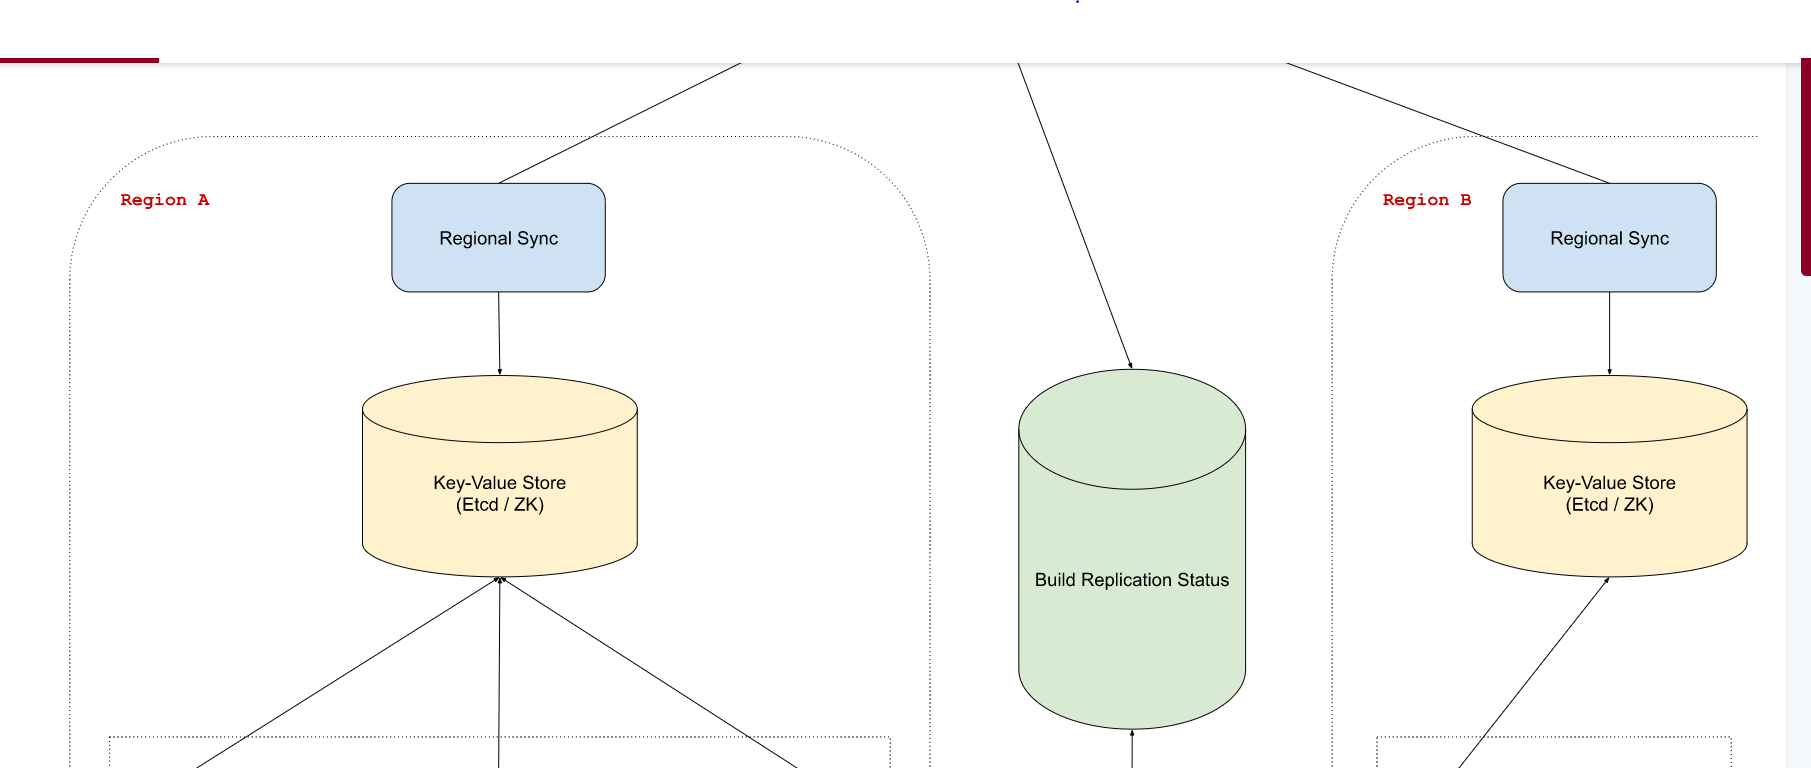 Region A
Regional Sync
Key-Value Store
(Etcd / ZK)
Build Replication Status
Region B
Regional Sync
Key-Value Store
(Etcd / ZK)